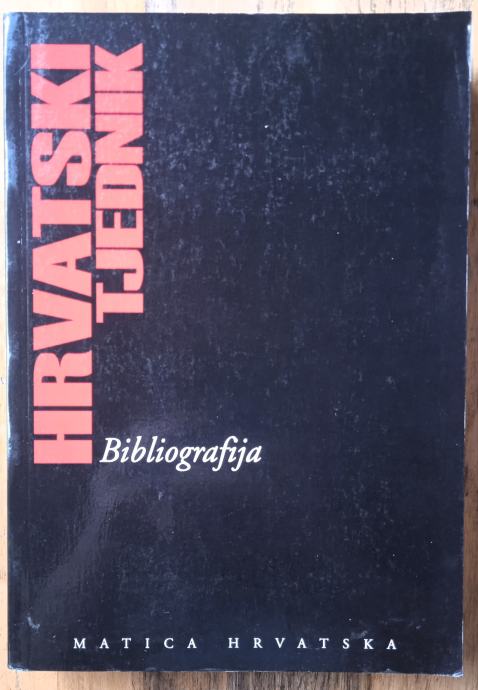 HRVATSKI
TJEDNIK
Bibliografija
MATICA HRVATSKA